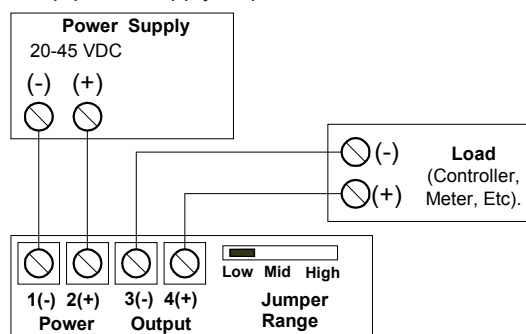 Power Supply
20-45 VDC
(-) (+)
(-)
(+)
Load
(Controller,
Meter, Etc).
Low Mid High
1(-) 2(+) 3(-) 4(+)
Power Output
Jumper
Range